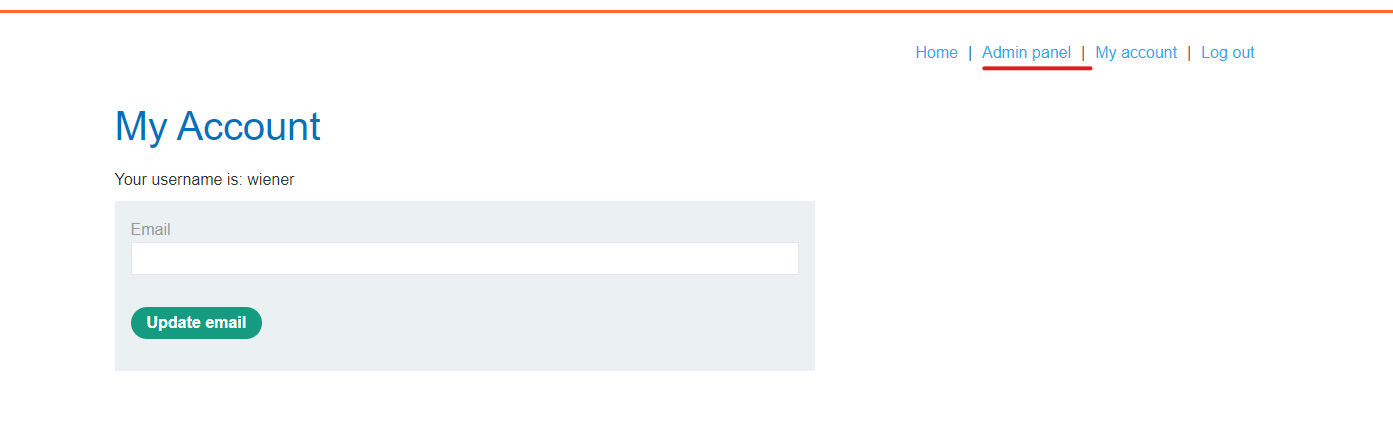 Home | Admin panel | My account | Log out
My Account
Your username is: wiener
Email
Update email